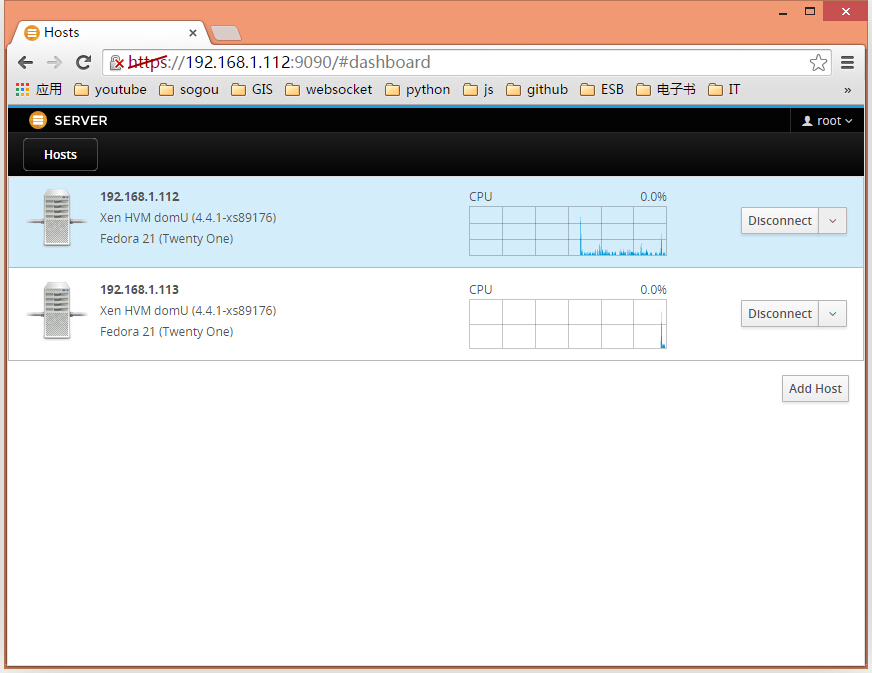 Hosts
https://192.168.1.112:9090/#dashboard
应用 youtube sogou GIS websocket python js github ESB 电子书 IT »
SERVER root
Hosts
192.168.1.112 CPU 0.0%
Xen HVM domU (4.4.1-xs89176) Disconnect
Fedora 21 (Twenty One)
192.168.1.113 CPU 0.0%
Xen HVM domU (4.4.1-xs89176) Disconnect
Fedora 21 (Twenty One)
Add Host